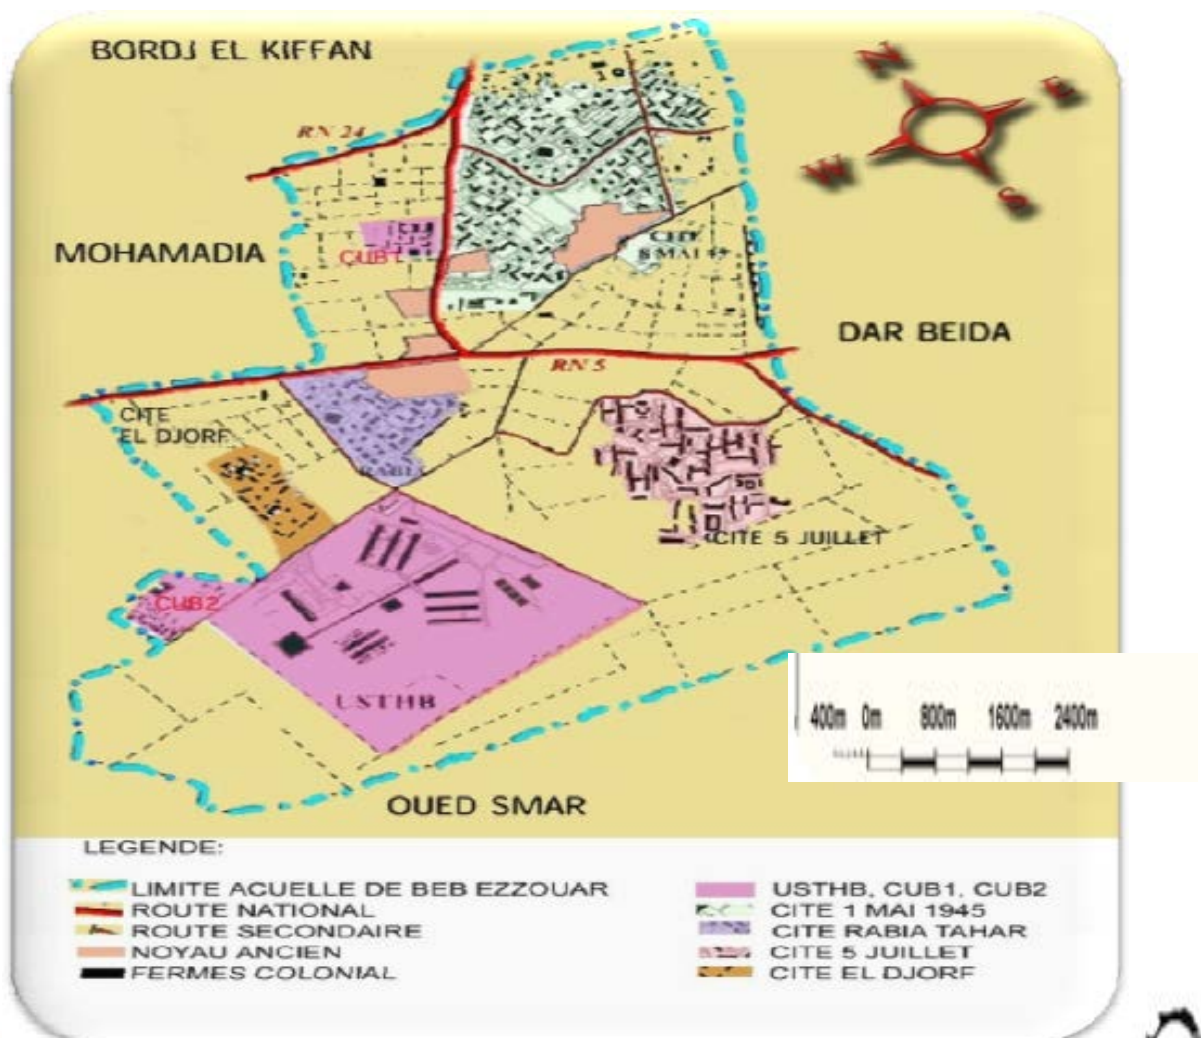 BORDJ EL KIFFAN
N
E
W
S
RN 24
MOHAMADIA
CUB1
CITE
8 MAI 45
DAR BEIDA
RN 5
CITE
EL DJORF
RABIA
CITE 5 JUILLET
CUB2
USTHB
400m 0m 800m 1600m 2400m
OUED SMAR
LEGENDE:
LIMITE ACUELLE DE BEB EZZOUAR
ROUTE NATIONAL
ROUTE SECONDAIRE
NOYAU ANCIEN
FERMES COLONIAL
USTHB, CUB1, CUB2
CITE 1 MAI 1945
CITE RABIA TAHAR
CITE 5 JUILLET
CITE EL DJORF